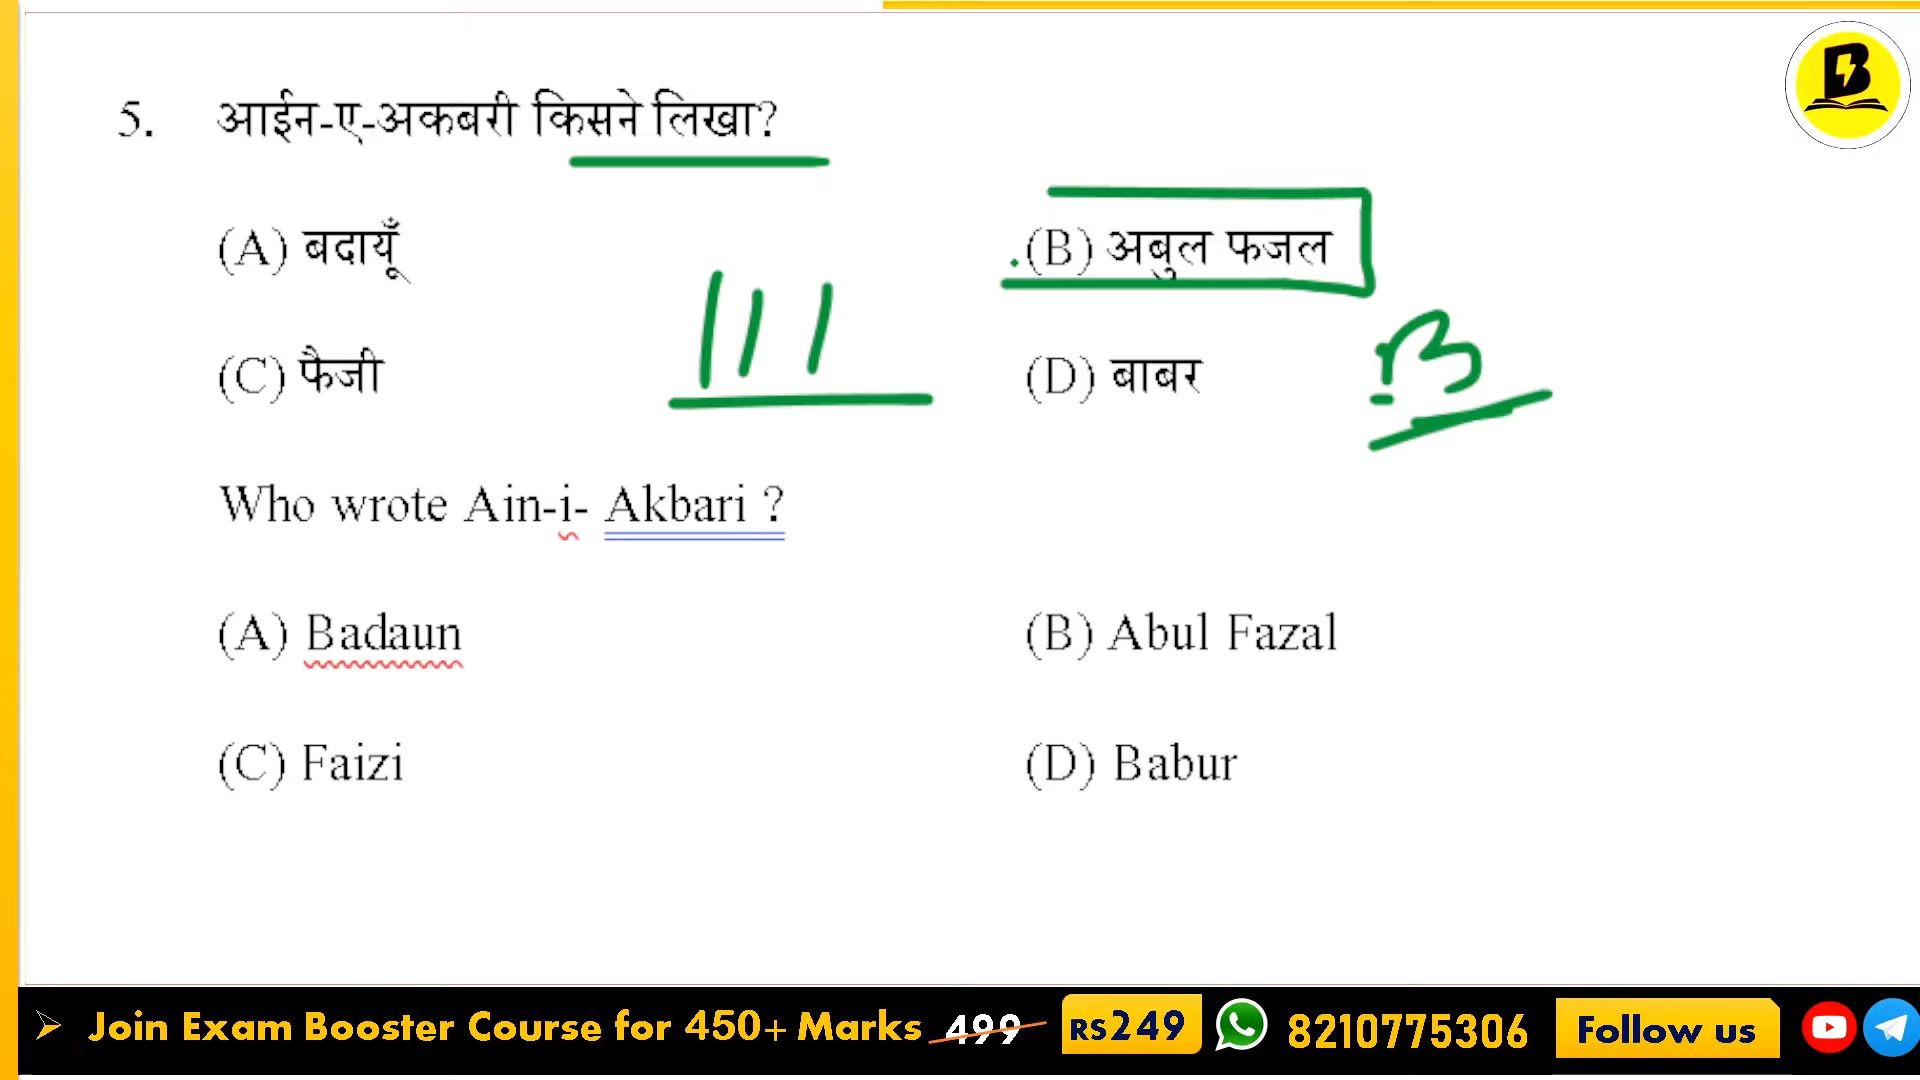 5. आईन-ए-अकबरी किसने लिखा?
(A) बदायूँ (B) अबुल फजल
(C) फैजी (D) बाबर
B
Who wrote Ain-i- Akbari ?
(A) Badaun (B) Abul Fazal
(C) Faizi (D) Babur
B
➢ Join Exam Booster Course for 450+ Marks 499 RS249 8210775306 Follow us